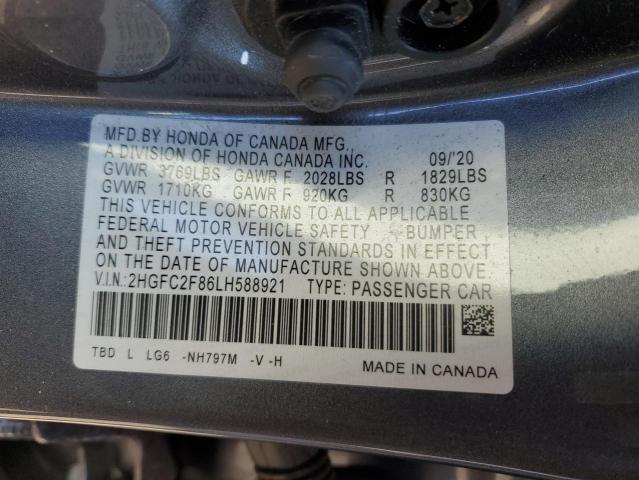 MFD.BY HONDA OF CANADA MFG.
A DIVISION OF HONDA CANADA INC. 09/'20
GVWR 3769LBS GAWR F 2028LBS R 1829LBS
GVWR 1710KG GAWR F 920KG R 830KG
THIS VEHICLE CONFORMS TO ALL APPLICABLE
FEDERAL MOTOR VEHICLE SAFETY , BUMPER ,
AND THEFT PREVENTION STANDARDS IN EFFECT
ON THE DATE OF MANUFACTURE SHOWN ABOVE.
V.I.N.:2HGFC2F86LH588921 TYPE: PASSENGER CAR
TBD L LG6 -NH797M -V -H
MADE IN CANADA